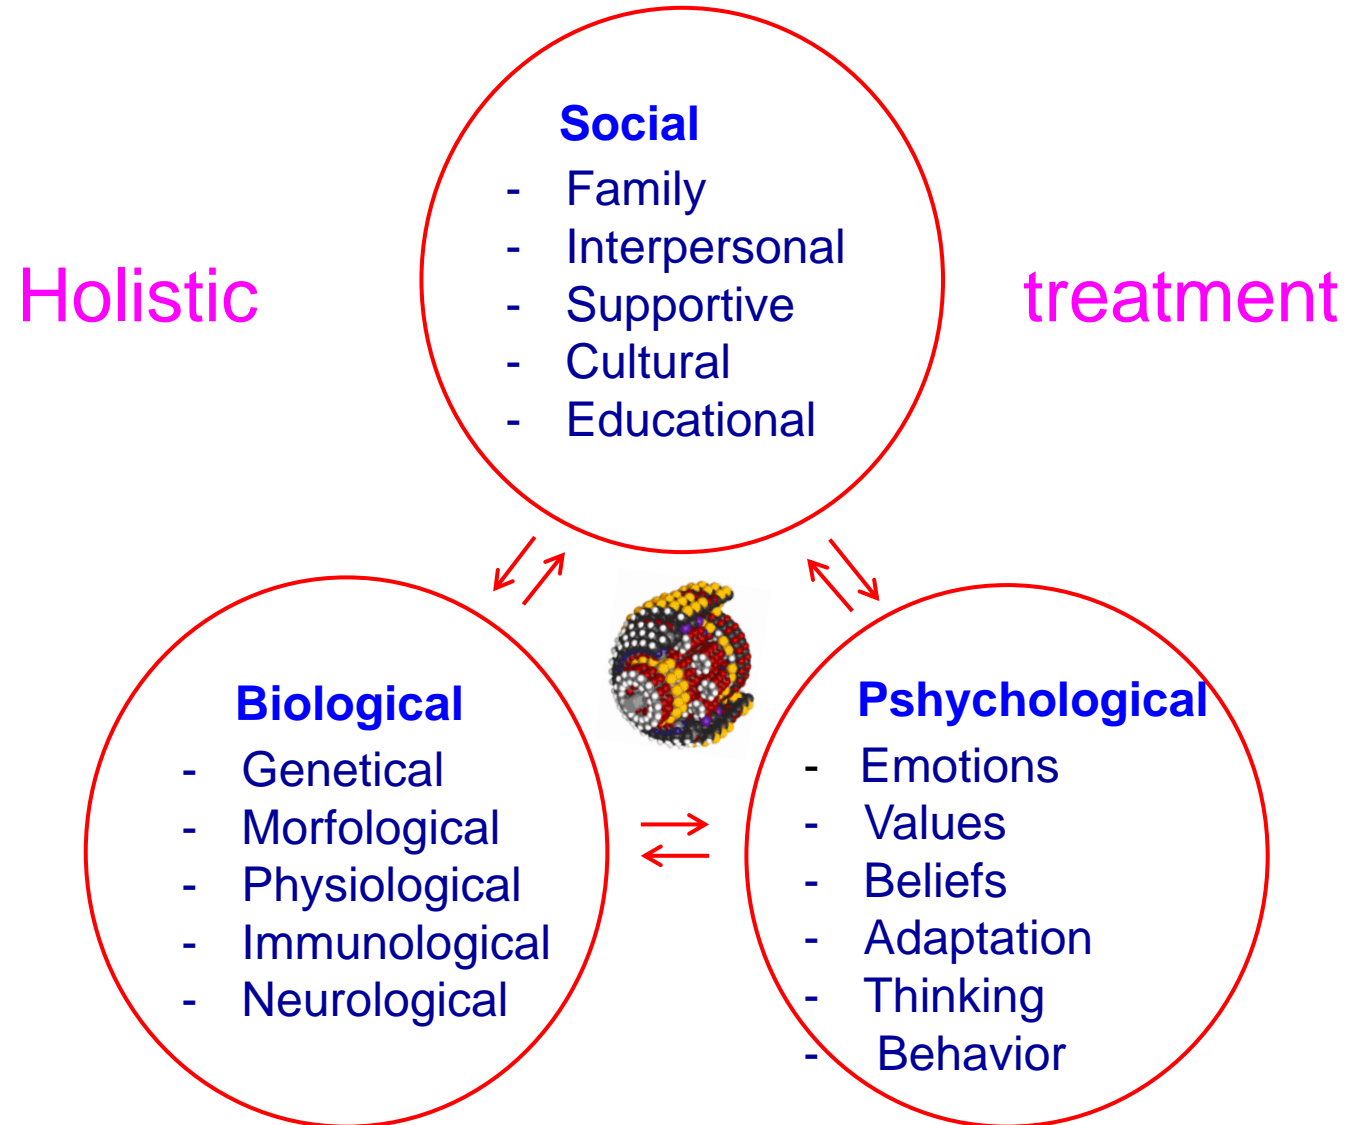 Holistic treatment
Social
- Family
- Interpersonal
- Supportive
- Cultural
- Educational
Biological
- Genetical
- Morfological
- Physiological
- Immunological
- Neurological
Pshychological
- Emotions
- Values
- Beliefs
- Adaptation
- Thinking
- Behavior